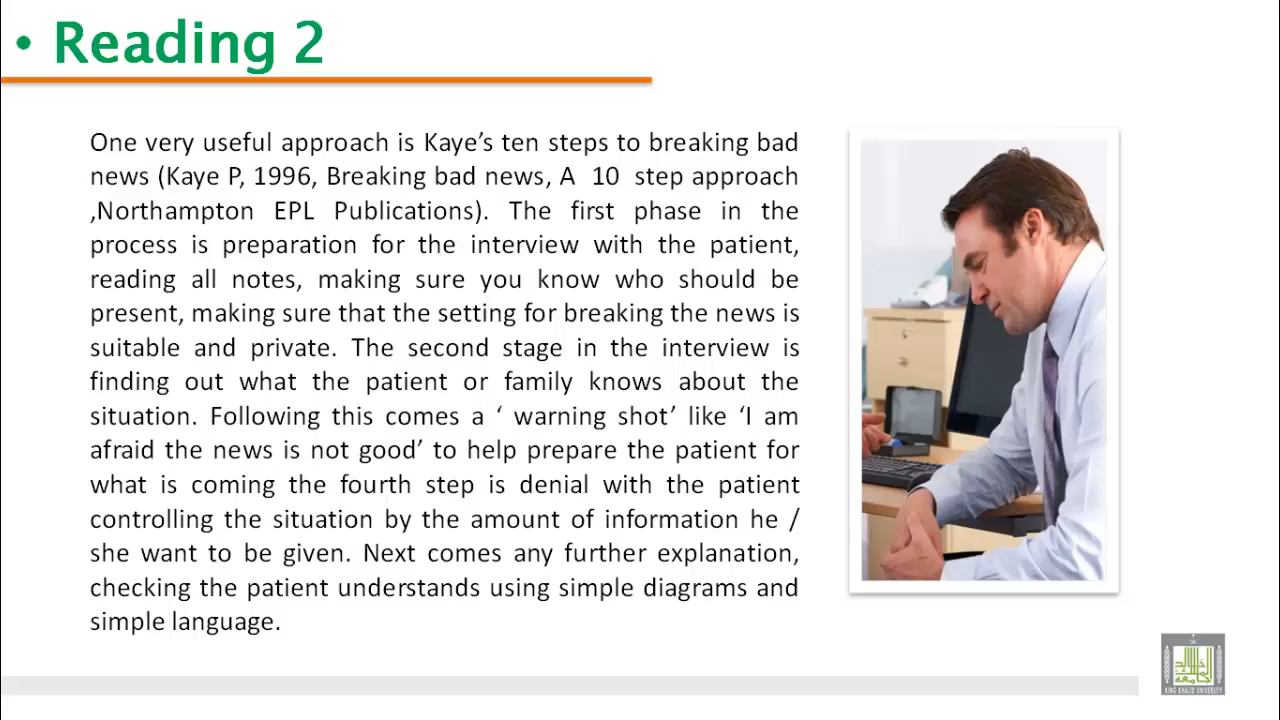 • Reading 2
One very useful approach is Kaye’s ten steps to breaking bad
news (Kaye P, 1996, Breaking bad news, A 10 step approach
,Northampton EPL Publications). The first phase in the
process is preparation for the interview with the patient,
reading all notes, making sure you know who should be
present, making sure that the setting for breaking the news is
suitable and private. The second stage in the interview is
finding out what the patient or family knows about the
situation. Following this comes a ‘ warning shot’ like ‘I am
afraid the news is not good’ to help prepare the patient for
what is coming the fourth step is denial with the patient
controlling the situation by the amount of information he /
she want to be given. Next comes any further explanation,
checking the patient understands using simple diagrams and
simple language.
KING KHALID UNIVERSITY